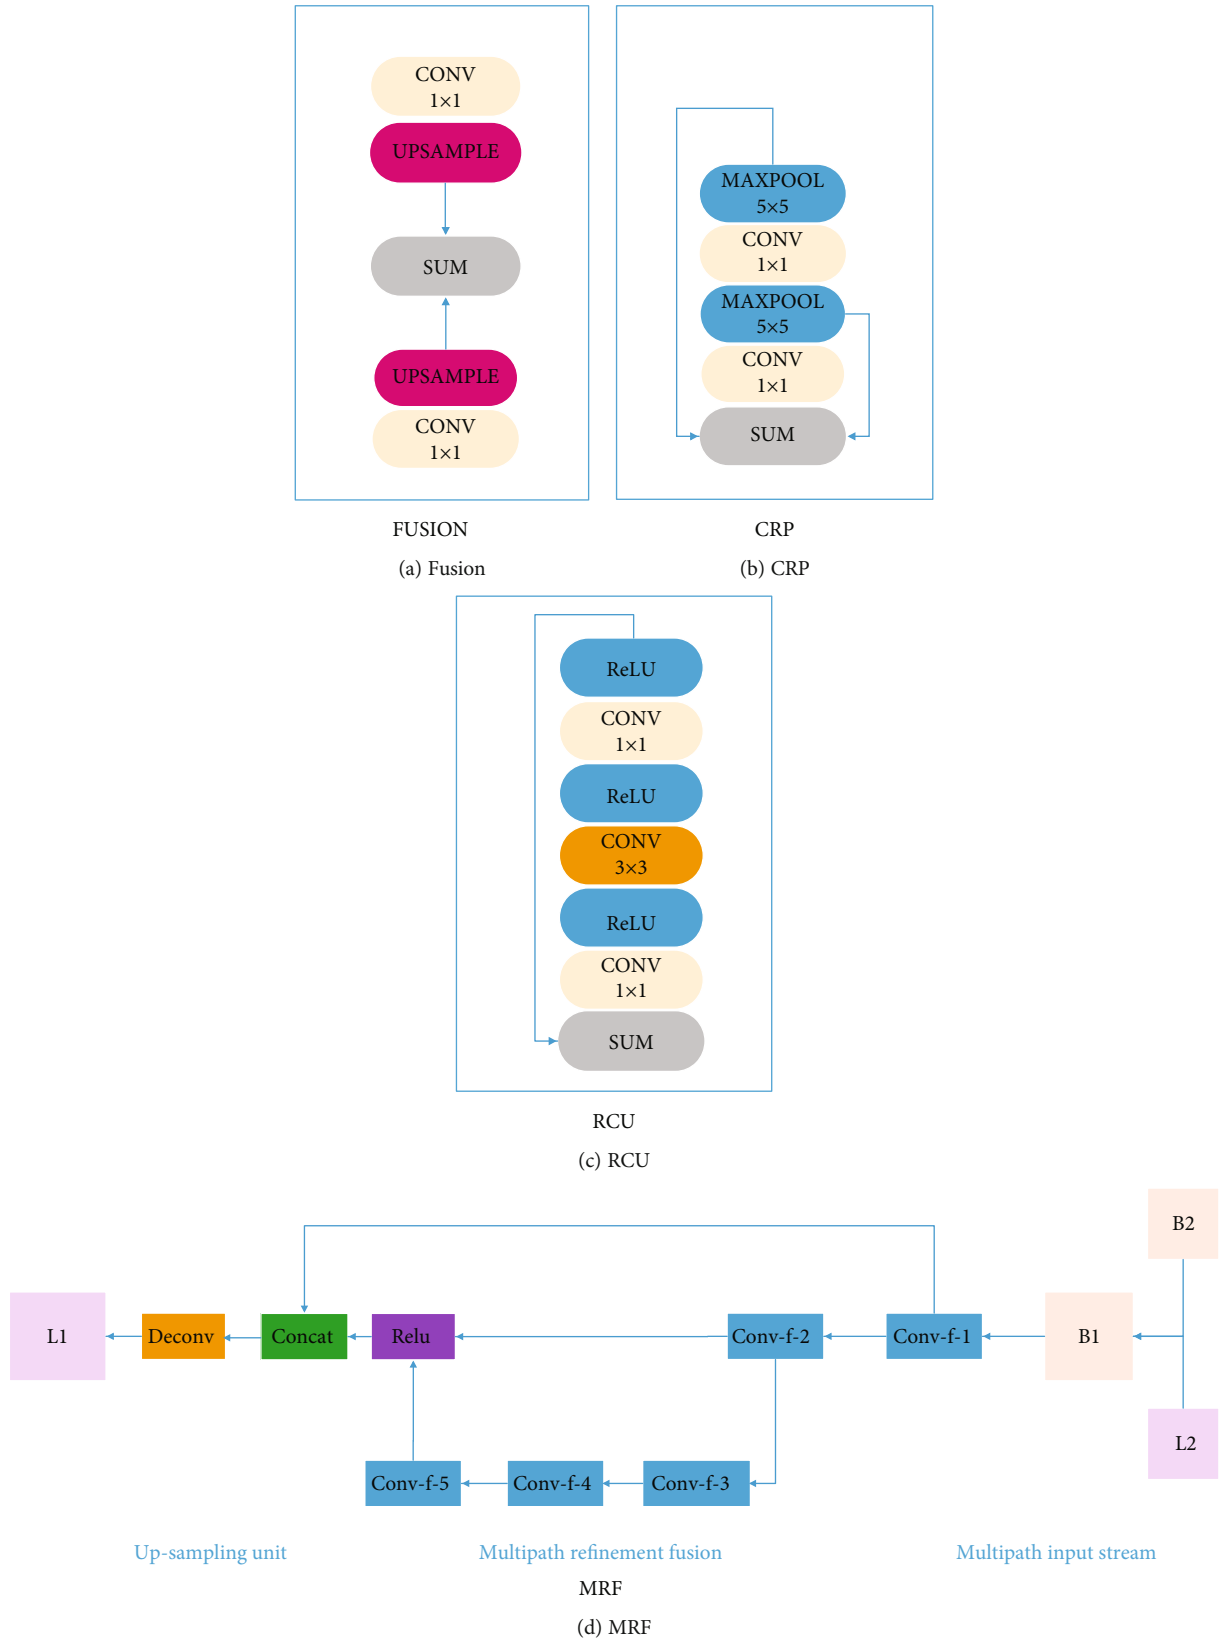 CONV
1×1
UPSAMPLE
SUM
UPSAMPLE
CONV
1×1
FUSION
(a) Fusion
MAXPOOL
5×5
CONV
1×1
MAXPOOL
5×5
CONV
1×1
SUM
CRP
(b) CRP
ReLU
CONV
1×1
ReLU
CONV
3×3
ReLU
CONV
1×1
SUM
RCU
(c) RCU
B2
L1
Deconv
Concat
Relu
Conv-f-2
Conv-f-1
B1
L2
Conv-f-5
Conv-f-4
Conv-f-3
Up-sampling unit
Multipath refinement fusion
Multipath input stream
MRF
(d) MRF